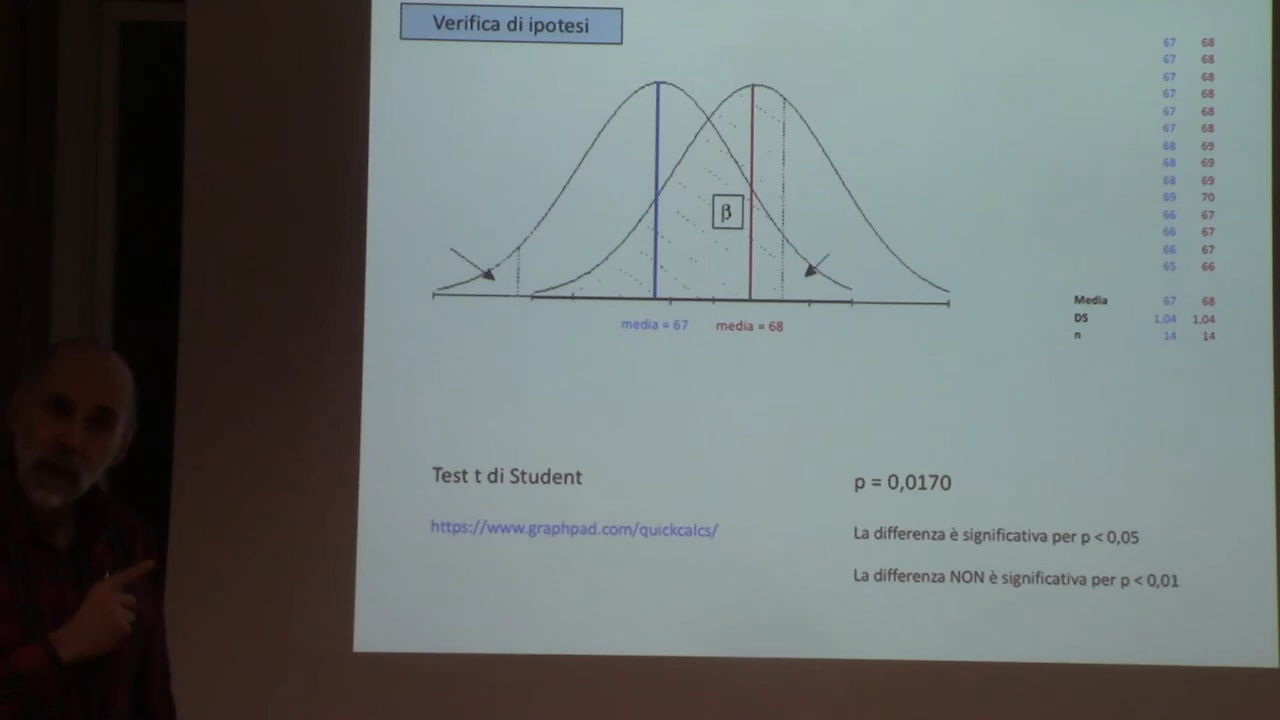 Verifica di ipotesi
67 68
67 68
67 68
67 68
67 68
67 68
68 69
68 69
68 69
69 70
66 67
66 67
66 67
65 66
β
Media 67 68
DS 1,04 1,04
n 14 14
media = 67 media = 68
Test t di Student
p = 0,0170
https://www.graphpad.com/quickcalcs/
La differenza è significativa per p < 0,05
La differenza NON è significativa per p < 0,01